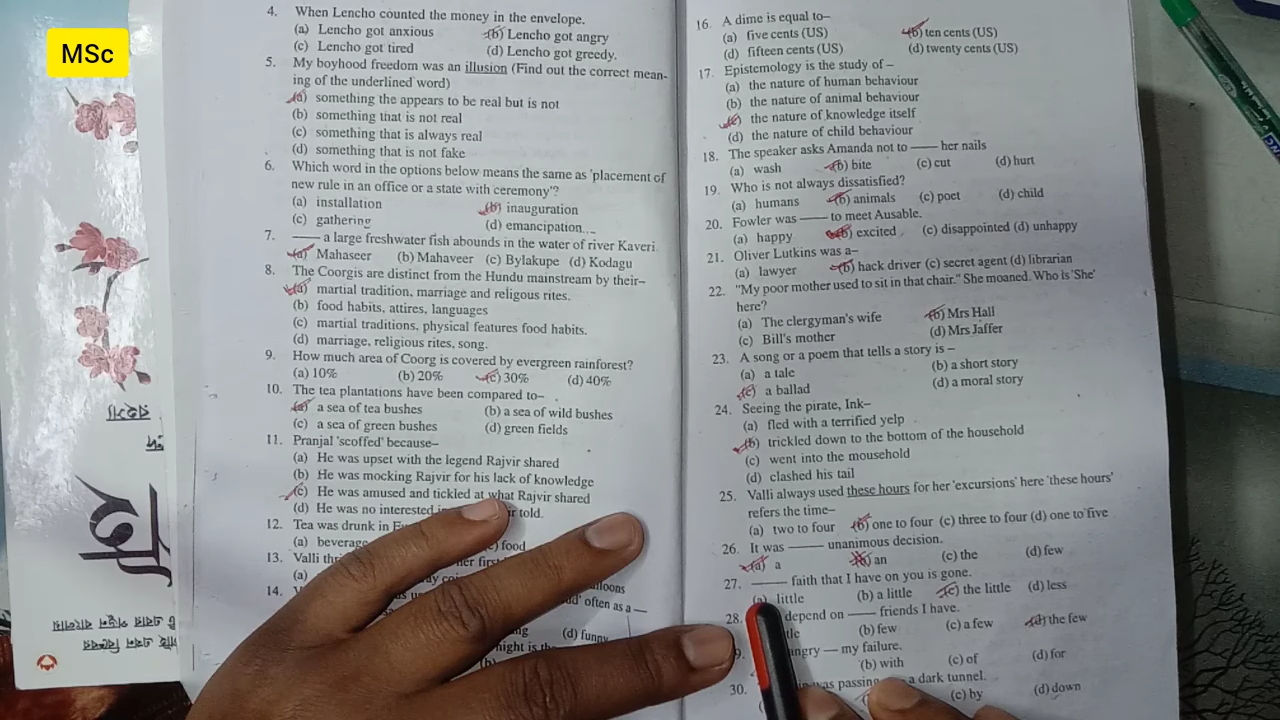 MSc
4. When Lencho counted the money in the envelope.
(a) Lencho got anxious (b) Lencho got angry
(c) Lencho got tired (d) Lencho got greedy.
5. My boyhood freedom was an illusion (Find out the correct mean-
ing of the underlined word)
(a) something the appears to be real but is not
(b) something that is not real
(c) something that is always real
(d) something that is not fake
6. Which word in the options below means the same as 'placement of
new rule in an office or a state with ceremony'?
(a) installation (b) inauguration
(c) gathering (d) emancipation
7. —— a large freshwater fish abounds in the water of river Kaveri
(a) Mahaseer (b) Mahaveer (c) Bylakupe (d) Kodagu
8. The Coorgis are distinct from the Hundu mainstream by their–
(a) martial tradition, marriage and religous rites.
(b) food habits, attires, languages
(c) martial traditions, physical features food habits.
(d) marriage, religious rites, song.
9. How much area of Coorg is covered by evergreen rainforest?
(a) 10% (b) 20% (c) 30% (d) 40%
10. The tea plantations have been compared to–
(a) a sea of tea bushes (b) a sea of wild bushes
(c) a sea of green bushes (d) green fields
11. Pranjal 'scoffed' because–
(a) He was upset with the legend Rajvir shared
(b) He was mocking Rajvir for his lack of knowledge
(c) He was amused and tickled at what Rajvir shared
(d) He was no interested told.
12. Tea was drunk in
(a) beverage food
13. Valli her first
(a)
14. often as a —
(d) funny
night is
(b)
16. A dime is equal to–
(a) five cents (US) (b) ten cents (US)
(d) fifteen cents (US) (d) twenty cents (US)
17. Epistemology is the study of –
(a) the nature of human behaviour
(b) the nature of animal behaviour
(c) the nature of knowledge itself
(d) the nature of child behaviour
18. The speaker asks Amanda not to —— her nails
(a) wash (b) bite (c) cut (d) hurt
19. Who is not always dissatisfied?
(a) humans (b) animals (c) poet (d) child
20. Fowler was —— to meet Ausable.
(a) happy (b) excited (c) disappointed (d) unhappy
21. Oliver Lutkins was a–
(a) lawyer (b) hack driver (c) secret agent (d) librarian
22. "My poor mother used to sit in that chair." She moaned. Who is 'She'
here?
(a) The clergyman's wife (b) Mrs Hall
(c) Bill's mother (d) Mrs Jaffer
23. A song or a poem that tells a story is –
(a) a tale (b) a short story
(c) a ballad (d) a moral story
24. Seeing the pirate, Ink–
(a) fled with a terrified yelp
(b) trickled down to the bottom of the household
(c) went into the mousehold
(d) clashed his tail
25. Valli always used these hours for her 'excursions' here 'these hours'
refers the time–
(a) two to four (b) one to four (c) three to four (d) one to five
26. It was —— unanimous decision.
(a) a (b) an (c) the (d) few
27. —— faith that I have on you is gone.
(a) little (b) a little (c) the little (d) less
28. depend on —— friends I have.
(b) few (c) a few (d) the few
angry — my failure.
(b) with (c) of (d) for
30. was passing a dark tunnel.
(c) by (d) down